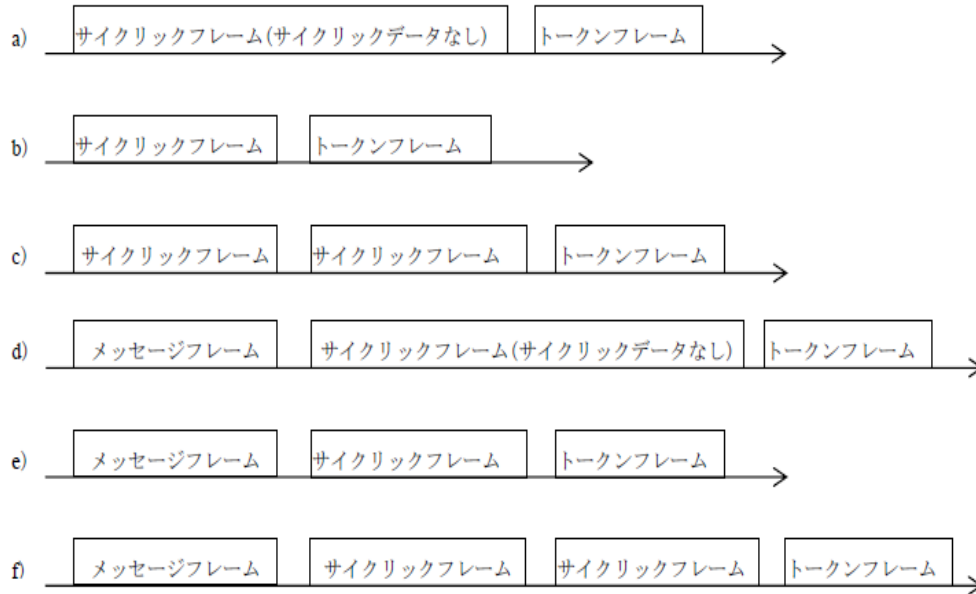 a) サイクリックフレーム(サイクリックデータなし) トークンフレーム
b) サイクリックフレーム トークンフレーム
c) サイクリックフレーム サイクリックフレーム トークンフレーム
d) メッセージフレーム サイクリックフレーム(サイクリックデータなし) トークンフレーム
e) メッセージフレーム サイクリックフレーム トークンフレーム
f) メッセージフレーム サイクリックフレーム サイクリックフレーム トークンフレーム